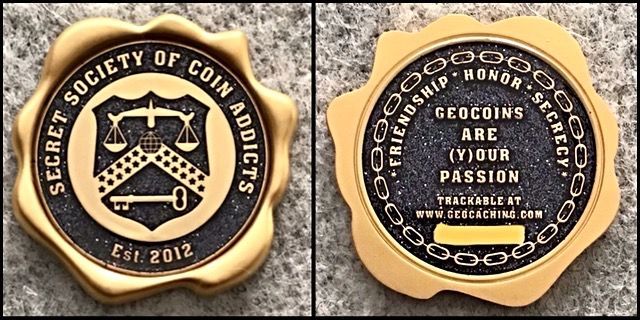 SECRET SOCIETY OF COIN ADDICTS
EST. 2012
*FRIENDSHIP * HONOR * SECRECY*
GEOCOINS
ARE
(Y)OUR
PASSION
TRACKABLE AT
WWW.GEOCACHING.COM